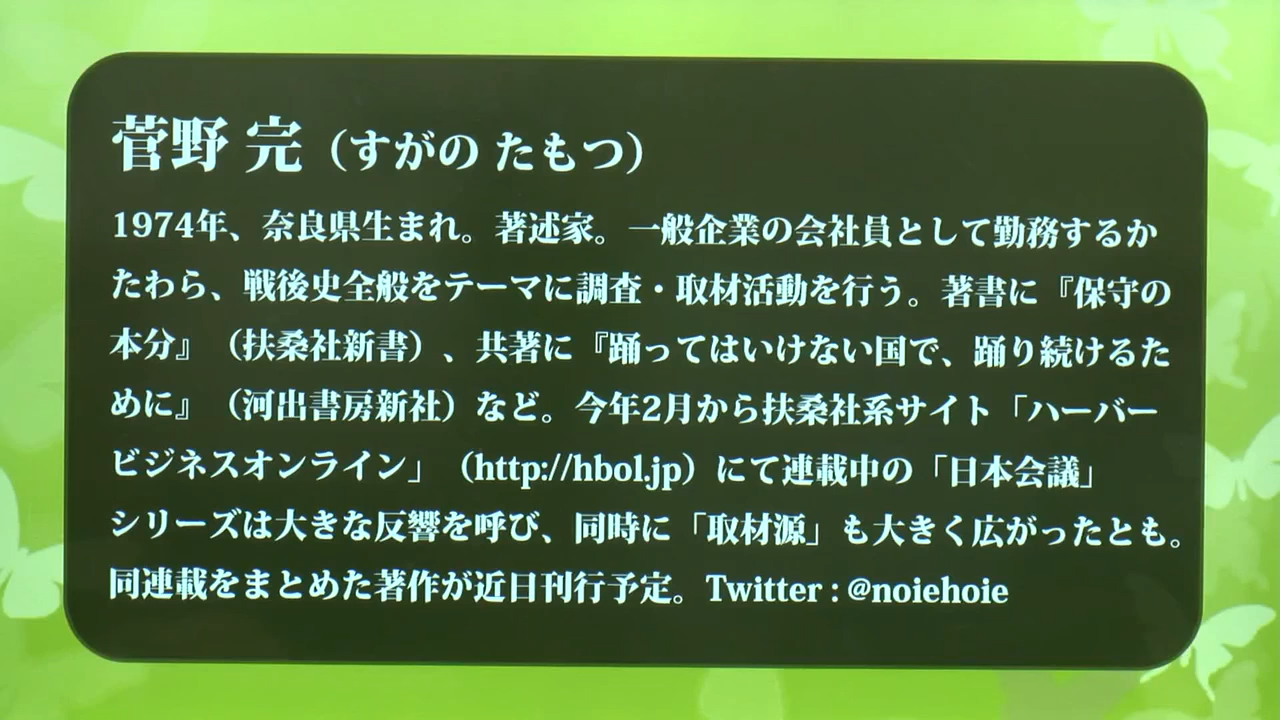 菅野 完（すがの たもつ）
1974年、奈良県生まれ。著述家。一般企業の会社員として勤務するか
たわら、戦後史全般をテーマに調査・取材活動を行う。著書に『保守の
本分』（扶桑社新書）、共著に『踊ってはいけない国で、踊り続けるた
めに』（河出書房新社）など。今年2月から扶桑社系サイト「ハーバー
ビジネスオンライン」（http://hbol.jp）にて連載中の「日本会議」
シリーズは大きな反響を呼び、同時に「取材源」も大きく広がったとも。
同連載をまとめた著作が近日刊行予定。Twitter : @noiehoie